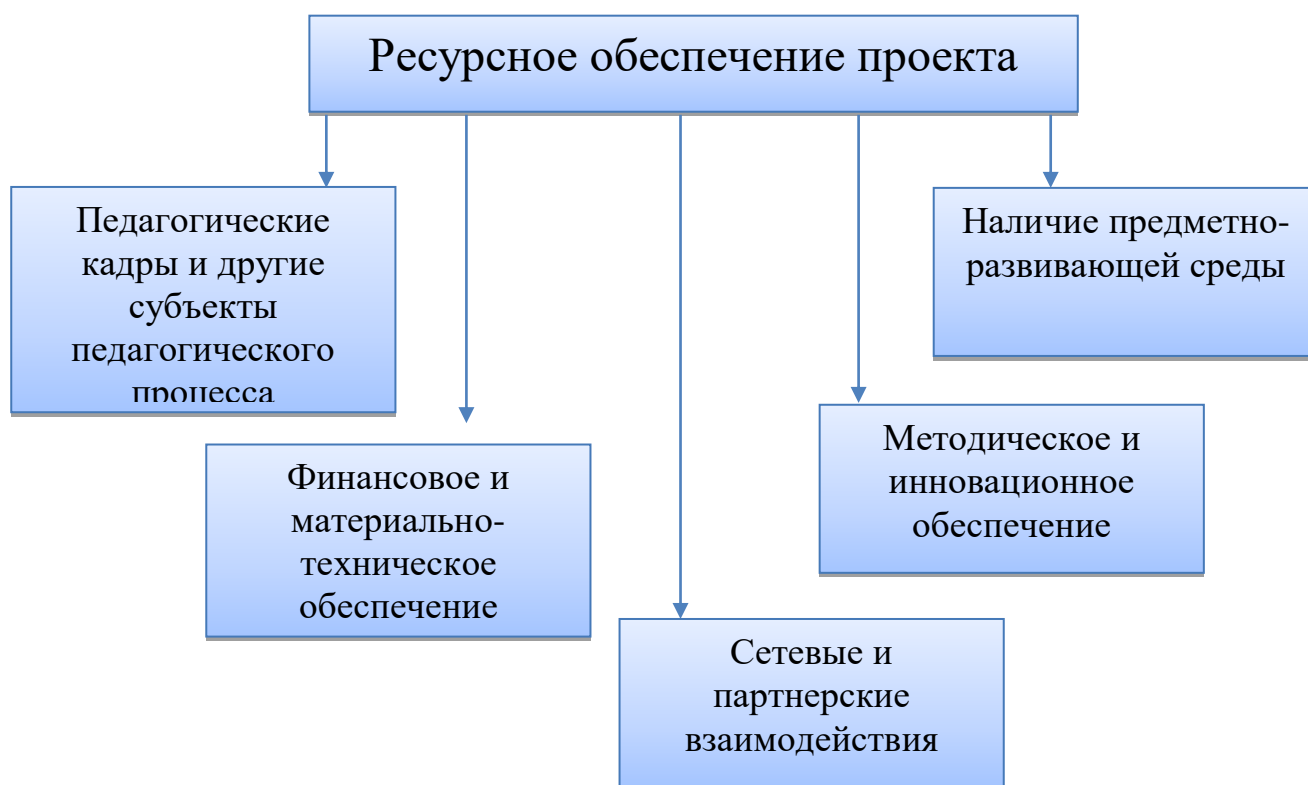 Ресурсное обеспечение проекта
Педагогические
кадры и другие
субъекты
педагогического
процесса
Финансовое и
материально-
техническое
обеспечение
Сетевые и
партнерские
взаимодействия
Методическое и
инновационное
обеспечение
Наличие предметно-
развивающей среды